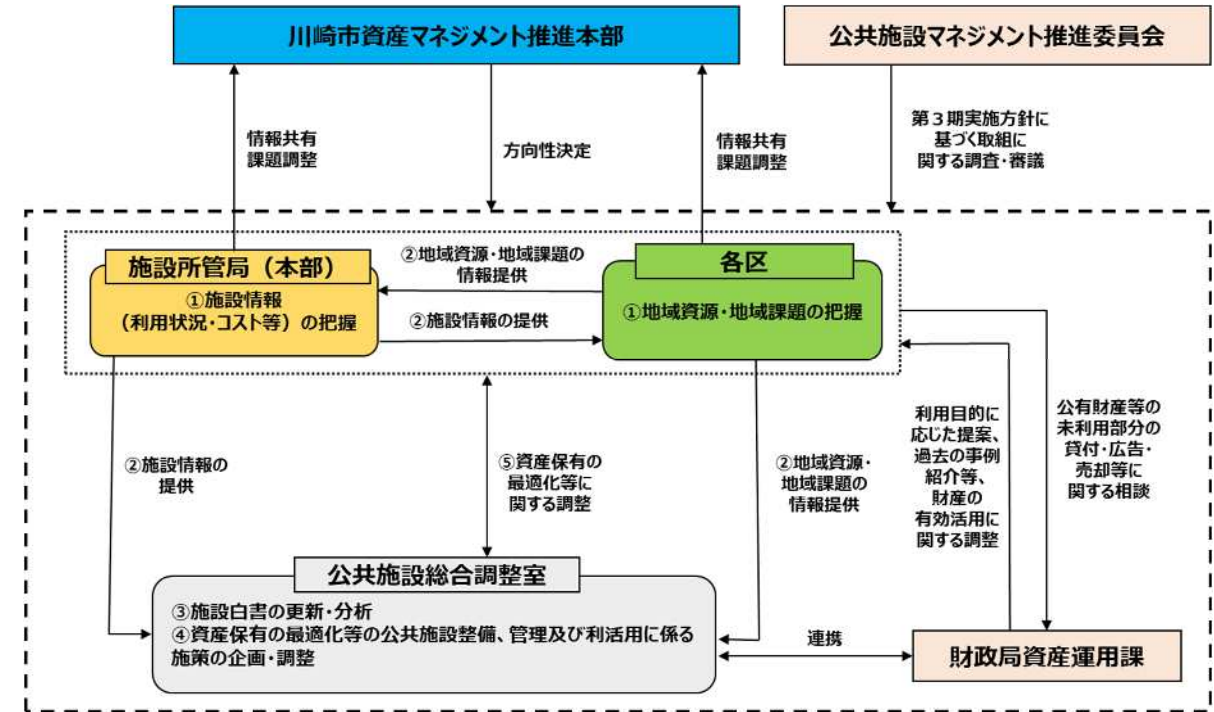 川崎市資産マネジメント推進本部
公共施設マネジメント推進委員会
情報共有
課題調整
方向性決定
情報共有
課題調整
第３期実施方針に
基づく取組に
関する調査・審議
施設所管局（本部）
①施設情報
（利用状況・コスト等）の把握
②地域資源・地域課題の
情報提供
②施設情報の提供
各区
①地域資源・地域課題の把握
②施設情報の
提供
⑤資産保有の
最適化等に
関する調整
②地域資源・
地域課題の
情報提供
利用目的に
応じた提案、
過去の事例
紹介等、
財産の
有効活用に
関する調整
公有財産等の
未利用部分の
貸付・広告・
売却等に
関する相談
公共施設総合調整室
③施設白書の更新・分析
④資産保有の最適化等の公共施設整備、管理及び利活用に係る
施策の企画・調整
連携
財政局資産運用課